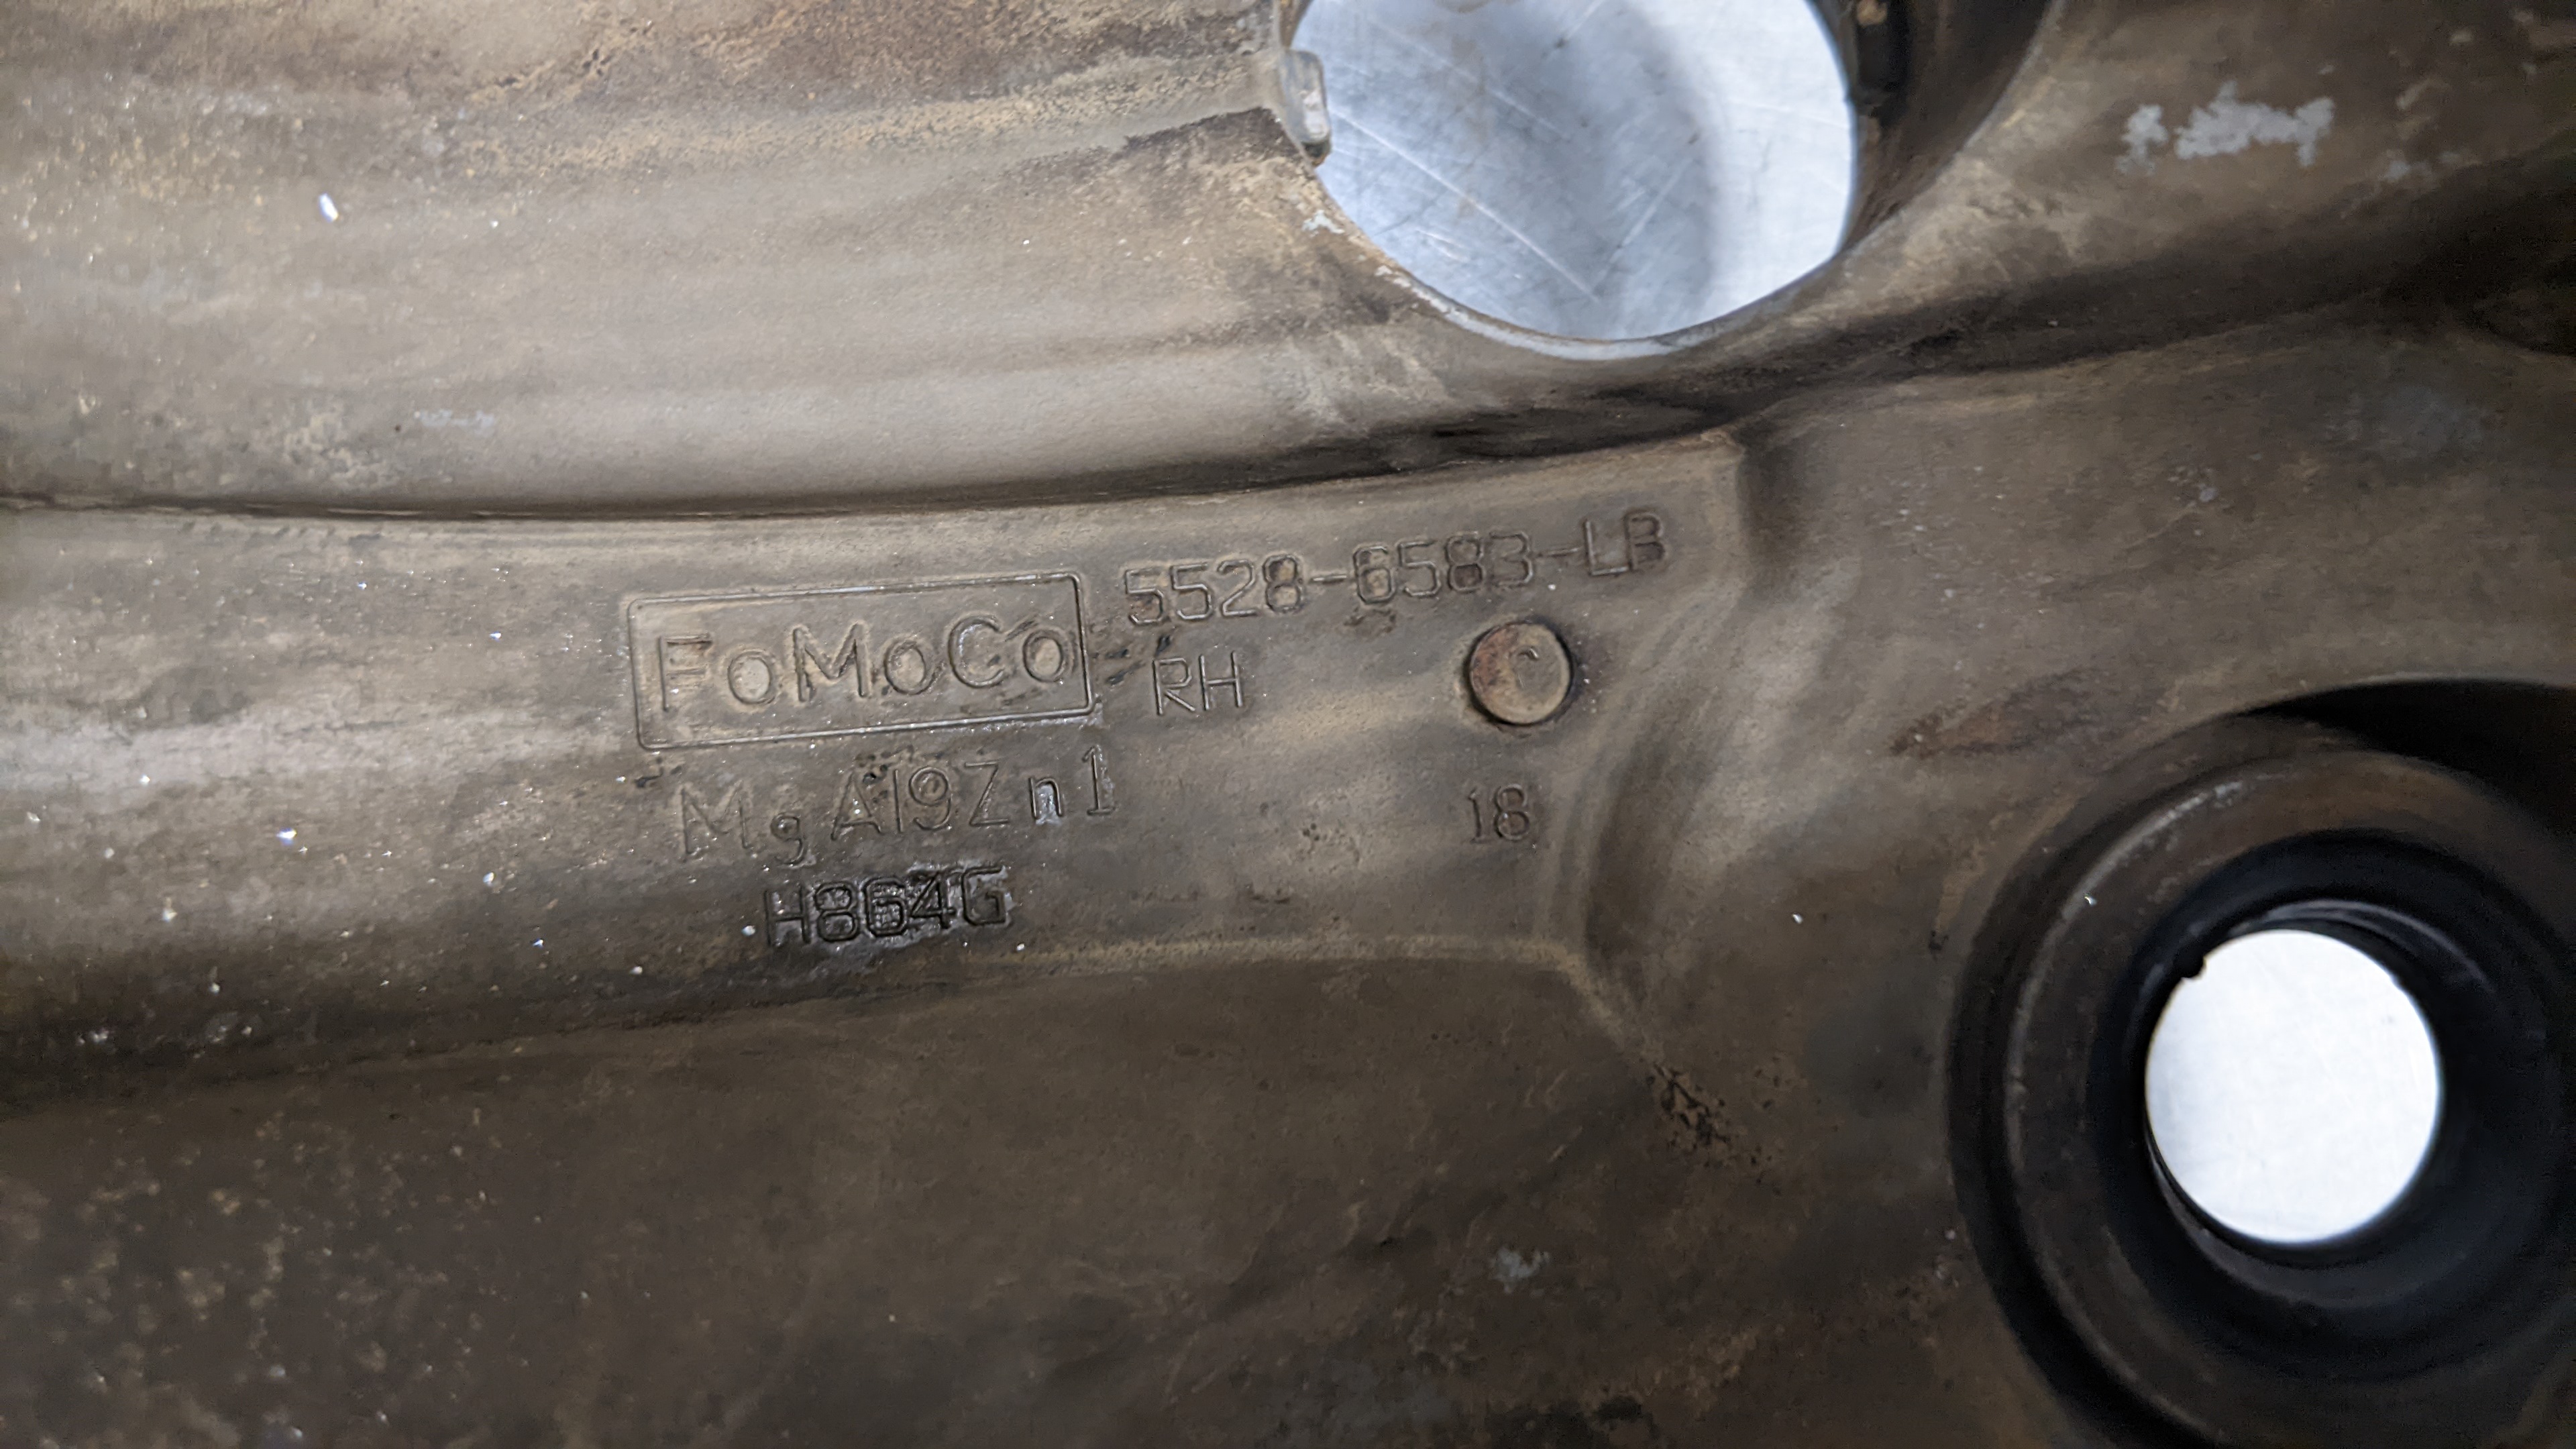 FoMoCo 5528-6583-LB
RH
MgAl9Zn1
18
H864G